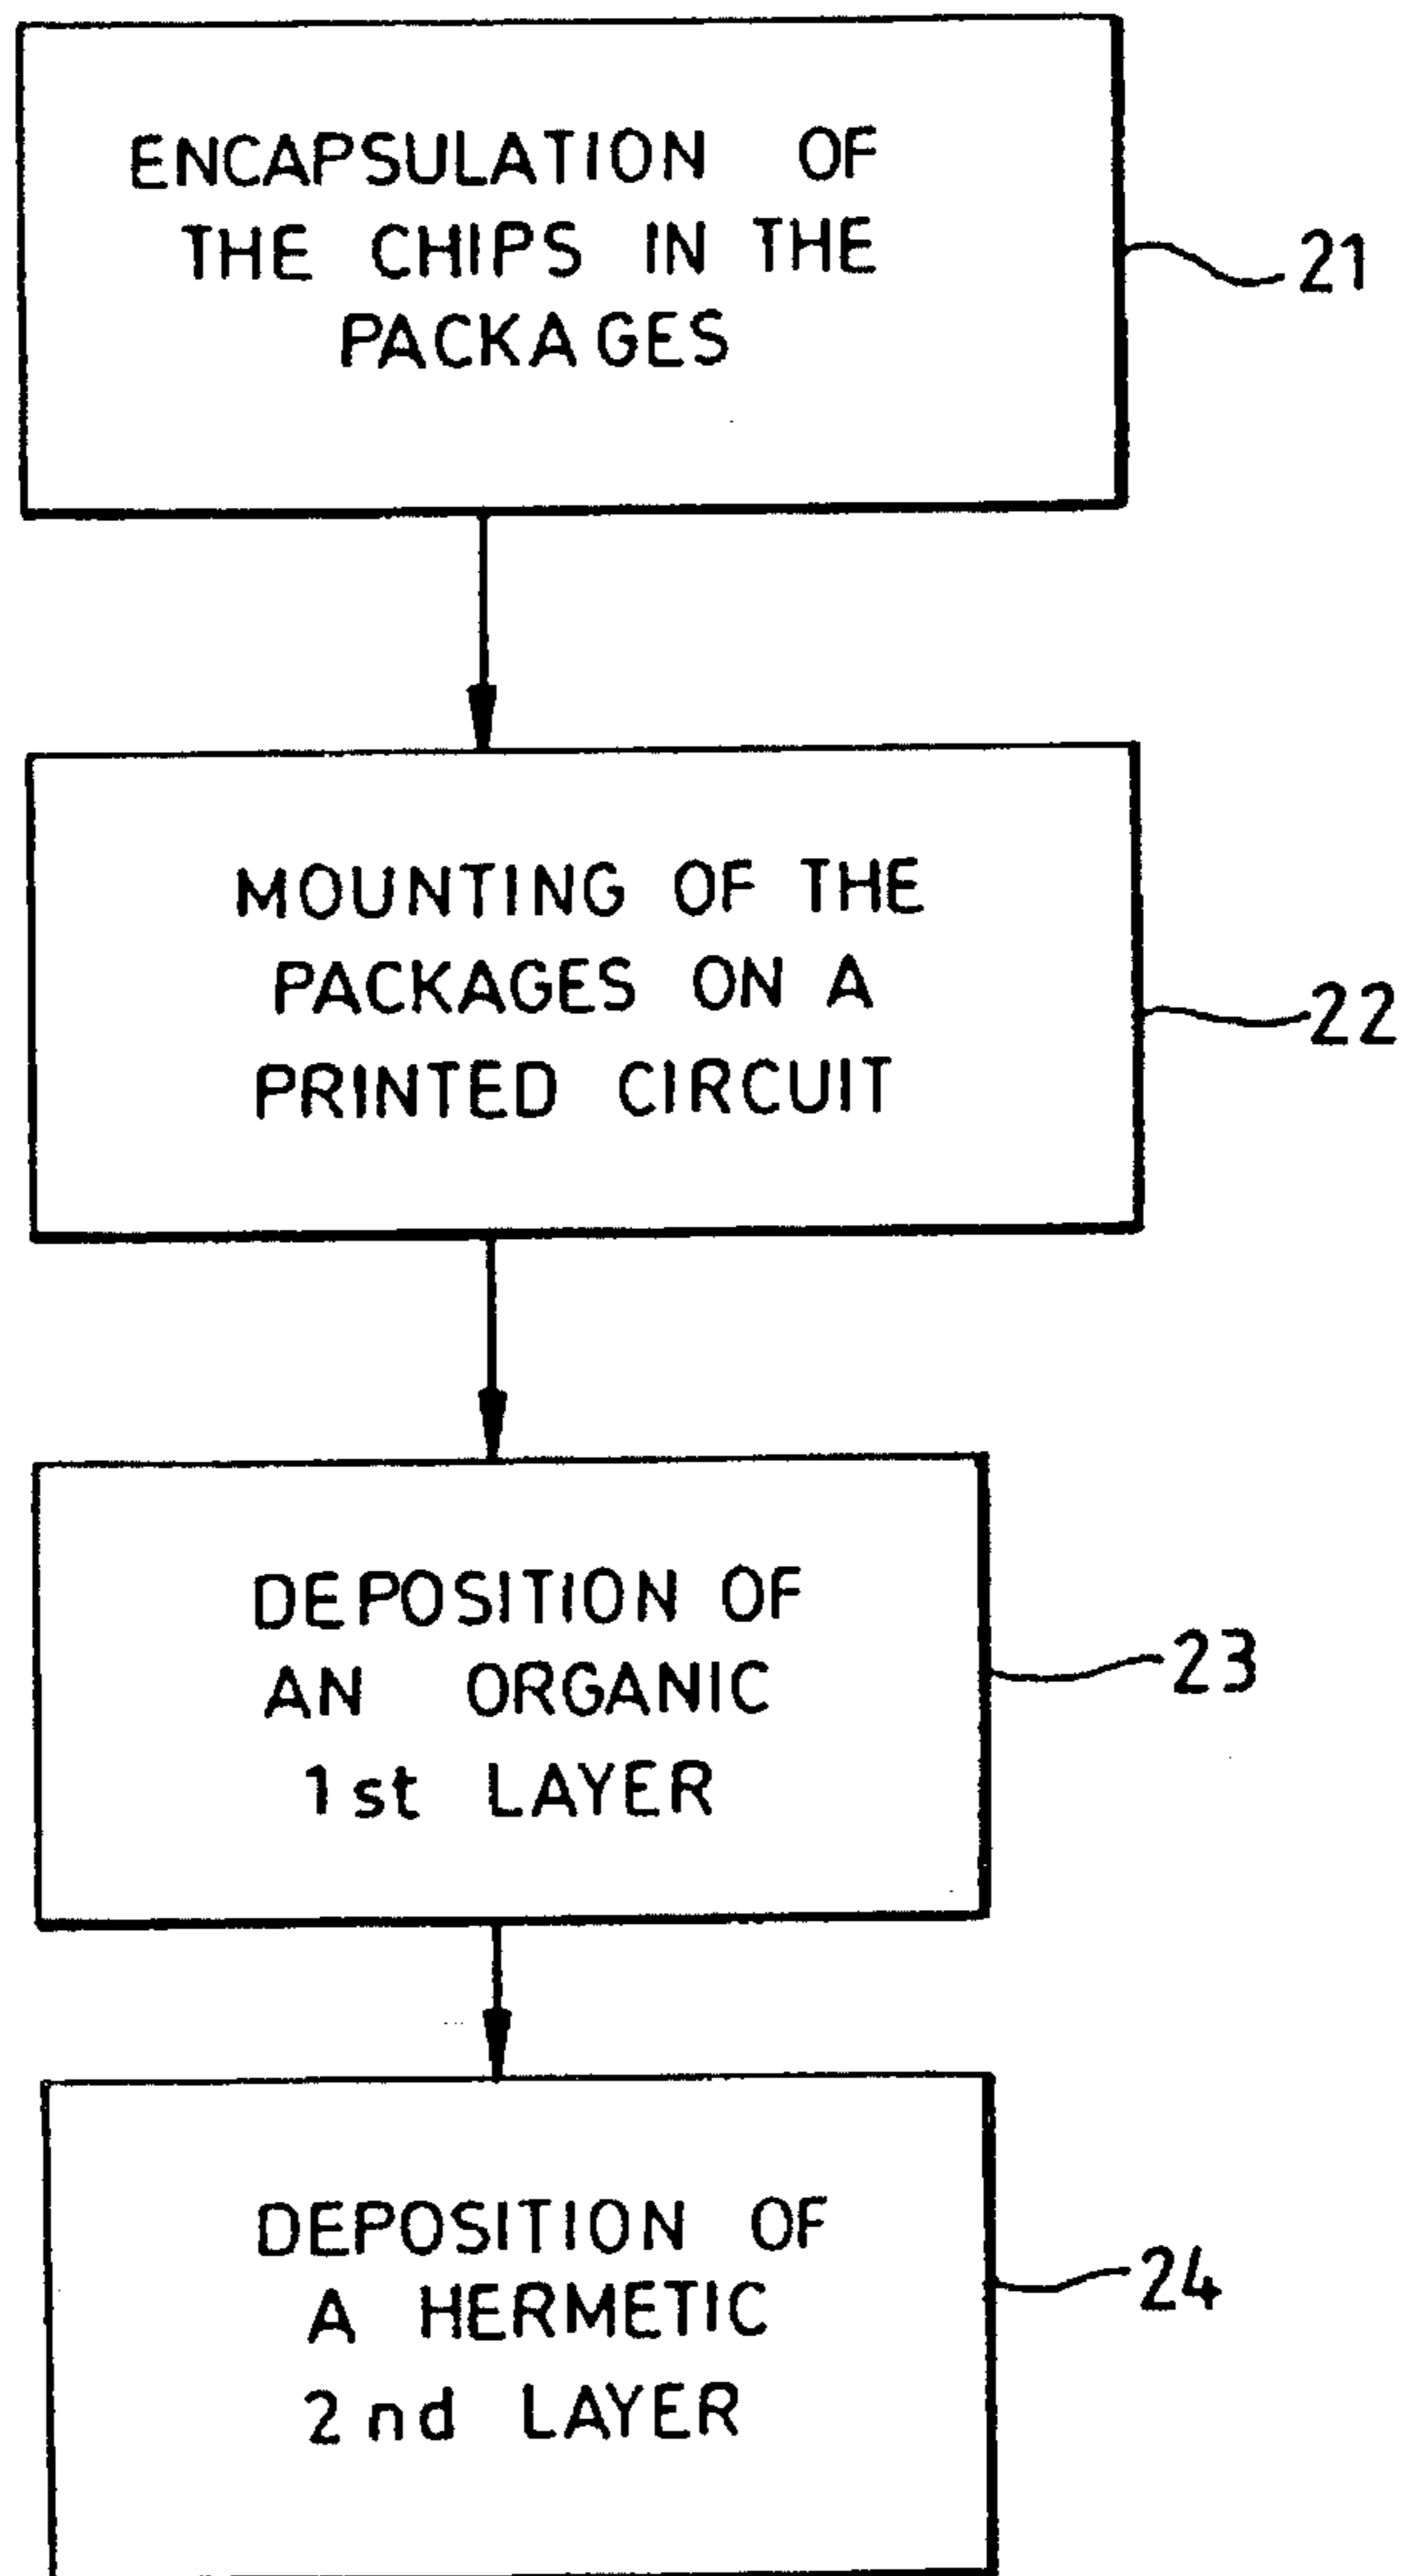 ENCAPSULATION OF
THE CHIPS IN THE
PACKAGES
21
MOUNTING OF THE
PACKAGES ON A
PRINTED CIRCUIT
22
DEPOSITION OF
AN ORGANIC
1st LAYER
23
DEPOSITION OF
A HERMETIC
2nd LAYER
24